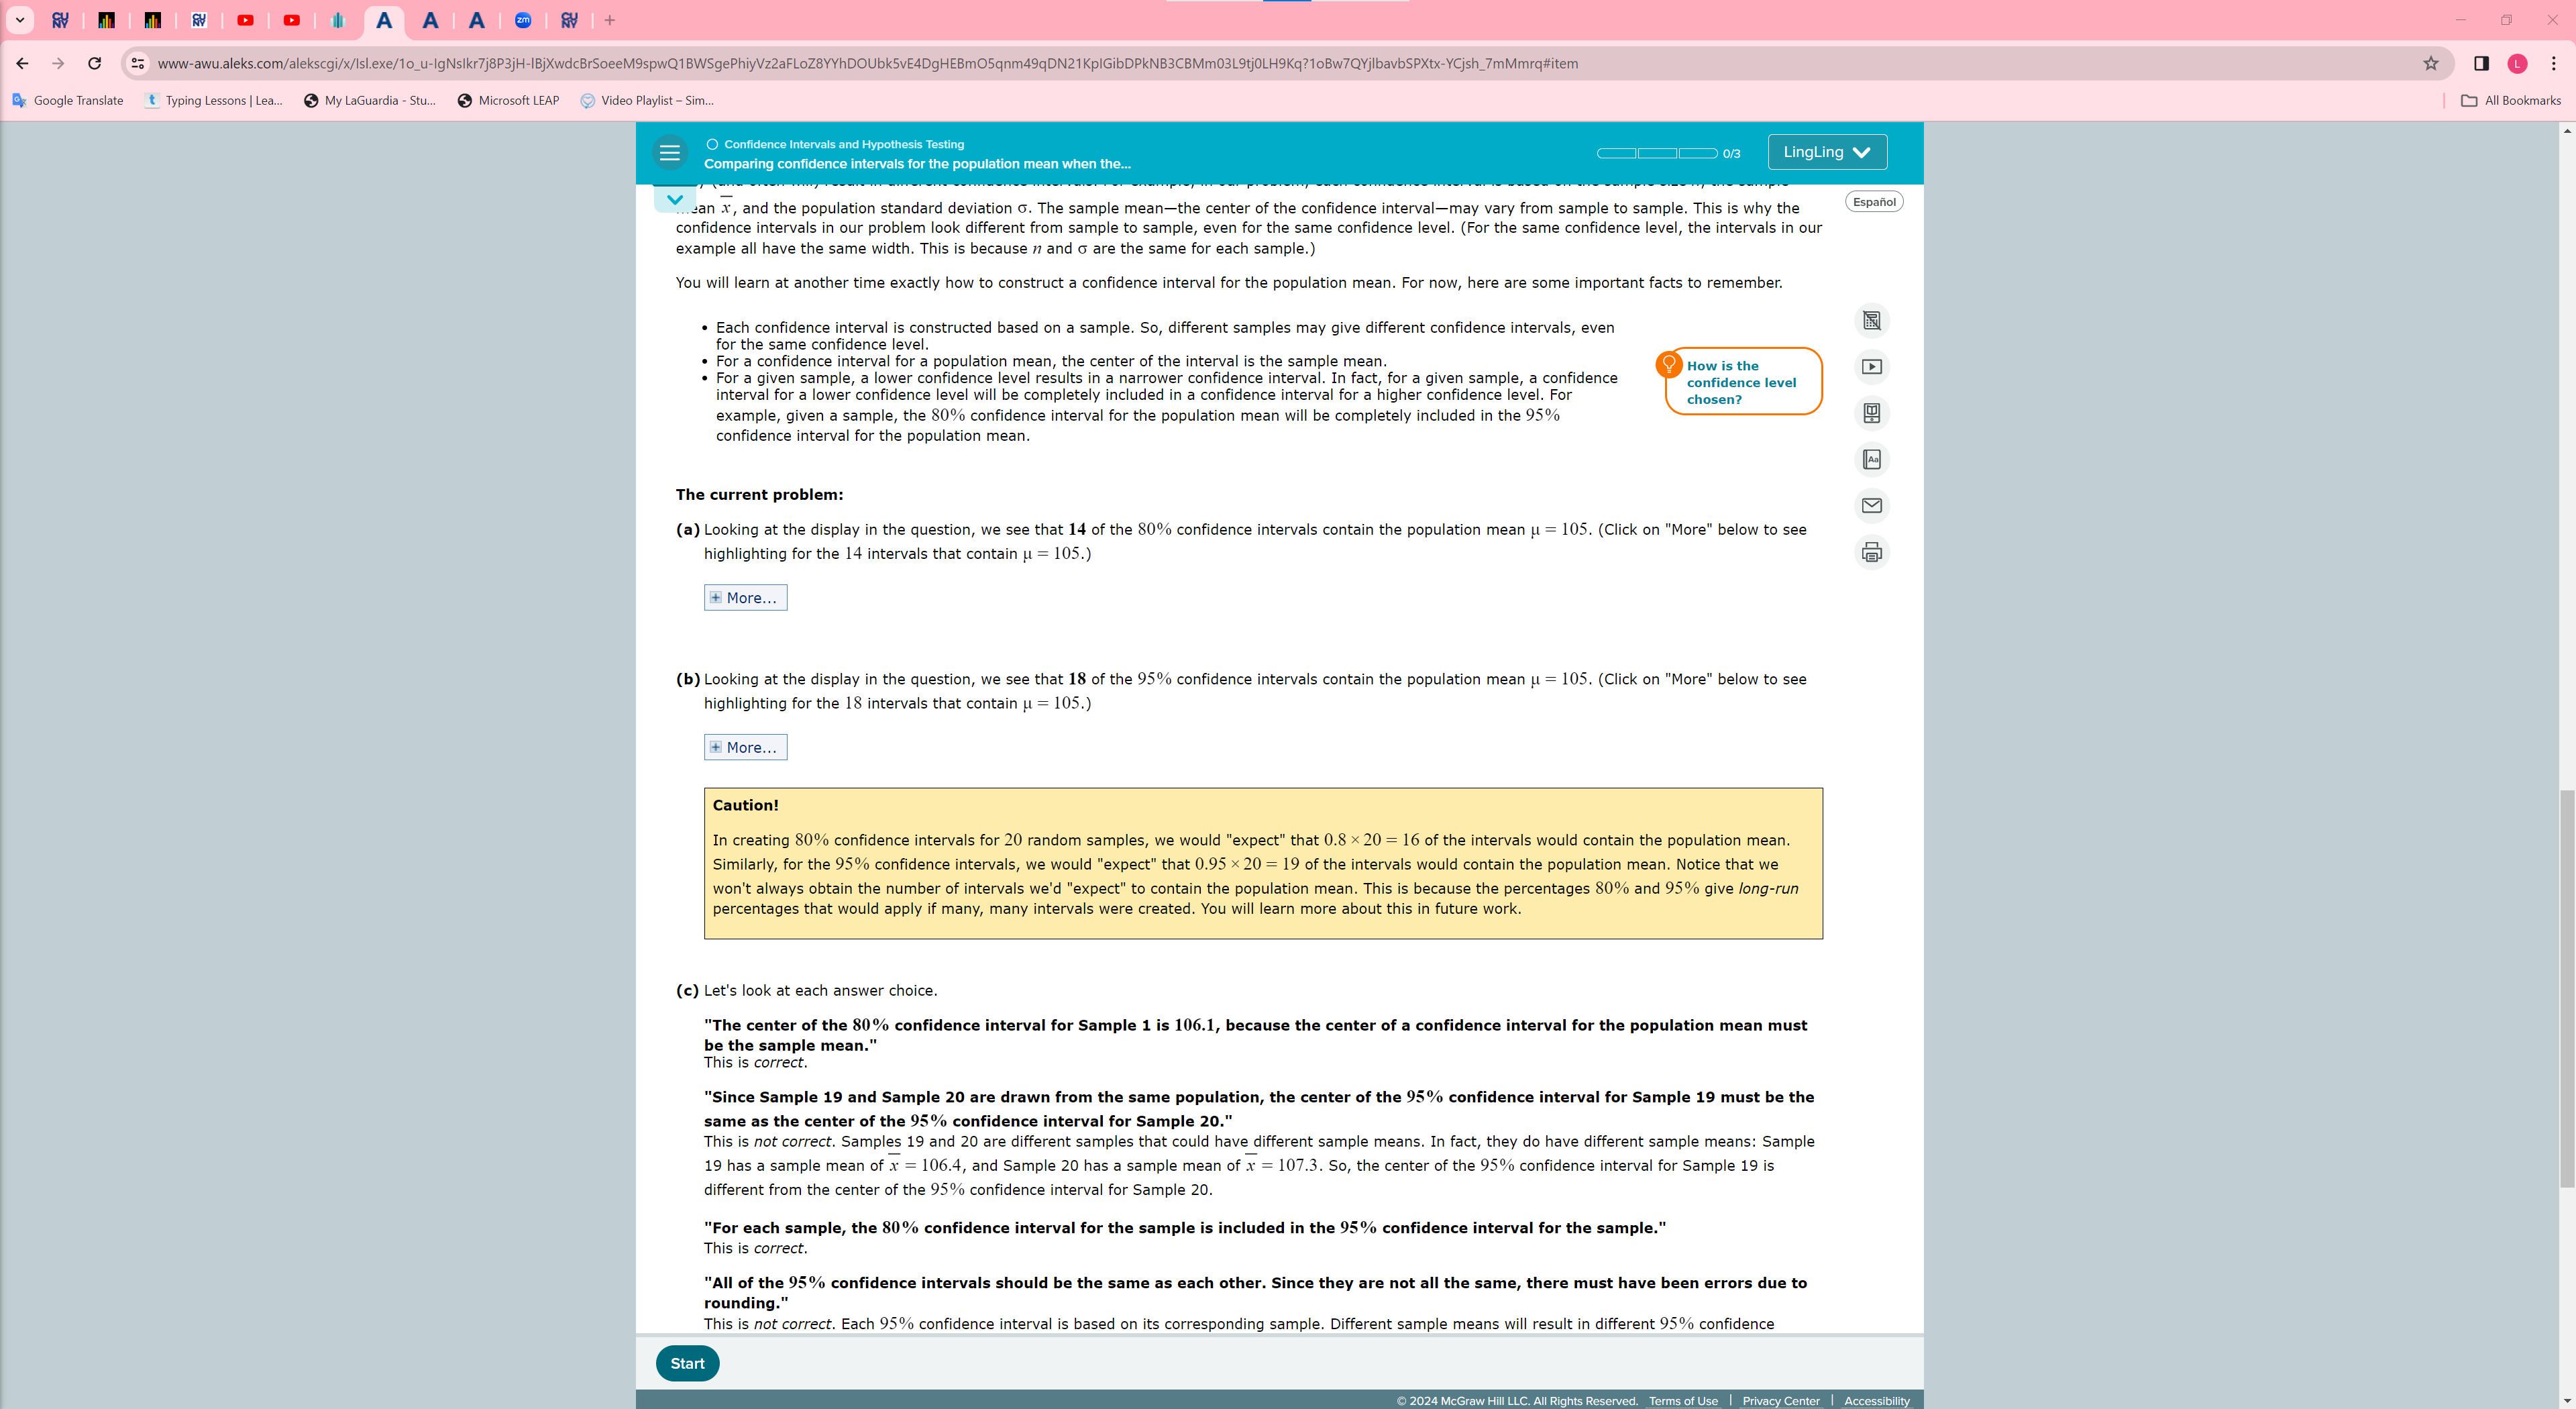 www-awu.aleks.com/alekscgi/x/Isl.exe/
Google Translate
Typing Lessons | Lea...
My LaGuardia - Stu...
Microsoft LEAP
Video Playlist – Sim...
All Bookmarks
Confidence Intervals and Hypothesis Testing
Comparing confidence intervals for the population mean when the...
0/3
LingLing
Español
x̄, and the population standard deviation σ. The sample mean—the center of the confidence interval—may vary from sample to sample. This is why the
confidence intervals in our problem look different from sample to sample, even for the same confidence level. (For the same confidence level, the intervals in our
example all have the same width. This is because n and σ are the same for each sample.)
You will learn at another time exactly how to construct a confidence interval for the population mean. For now, here are some important facts to remember.
• Each confidence interval is constructed based on a sample. So, different samples may give different confidence intervals, even
for the same confidence level.
• For a confidence interval for a population mean, the center of the interval is the sample mean.
• For a given sample, a lower confidence level results in a narrower confidence interval. In fact, for a given sample, a confidence
interval for a lower confidence level will be completely included in a confidence interval for a higher confidence level. For
example, given a sample, the 80% confidence interval for the population mean will be completely included in the 95%
confidence interval for the population mean.
How is the
confidence level
chosen?
The current problem:
(a) Looking at the display in the question, we see that 14 of the 80% confidence intervals contain the population mean μ = 105. (Click on "More" below to see
highlighting for the 14 intervals that contain μ = 105.)
More...
(b) Looking at the display in the question, we see that 18 of the 95% confidence intervals contain the population mean μ = 105. (Click on "More" below to see
highlighting for the 18 intervals that contain μ = 105.)
More...
Caution!
In creating 80% confidence intervals for 20 random samples, we would "expect" that 0.8 × 20 = 16 of the intervals would contain the population mean.
Similarly, for the 95% confidence intervals, we would "expect" that 0.95 × 20 = 19 of the intervals would contain the population mean. Notice that we
won't always obtain the number of intervals we'd "expect" to contain the population mean. This is because the percentages 80% and 95% give long-run
percentages that would apply if many, many intervals were created. You will learn more about this in future work.
(c) Let's look at each answer choice.
"The center of the 80% confidence interval for Sample 1 is 106.1, because the center of a confidence interval for the population mean must
be the sample mean."
This is correct.
"Since Sample 19 and Sample 20 are drawn from the same population, the center of the 95% confidence interval for Sample 19 must be the
same as the center of the 95% confidence interval for Sample 20."
This is not correct. Samples 19 and 20 are different samples that could have different sample means. In fact, they do have different sample means: Sample
19 has a sample mean of x̄ = 106.4, and Sample 20 has a sample mean of x̄ = 107.3. So, the center of the 95% confidence interval for Sample 19 is
different from the center of the 95% confidence interval for Sample 20.
"For each sample, the 80% confidence interval for the sample is included in the 95% confidence interval for the sample."
This is correct.
"All of the 95% confidence intervals should be the same as each other. Since they are not all the same, there must have been errors due to
rounding."
This is not correct. Each 95% confidence interval is based on its corresponding sample. Different sample means will result in different 95% confidence
Start
© 2024 McGraw Hill LLC. All Rights Reserved. Terms of Use | Privacy Center | Accessibility